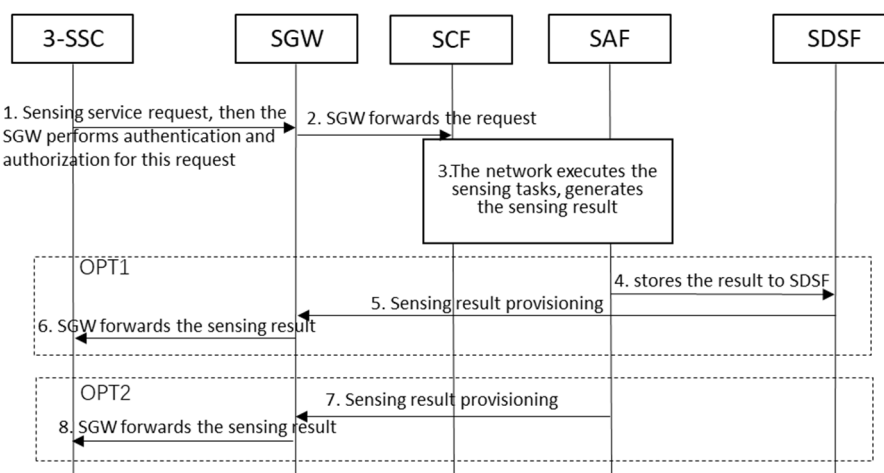 3-SSC
SGW
SCF
SAF
SDSF
1. Sensing service request, then the
SGW performs authentication and
authorization for this request
2. SGW forwards the request
3.The network executes the
sensing tasks, generates
the sensing result
OPT1
4. stores the result to SDSF
5. Sensing result provisioning
6. SGW forwards the sensing result
OPT2
7. Sensing result provisioning
8. SGW forwards the sensing result